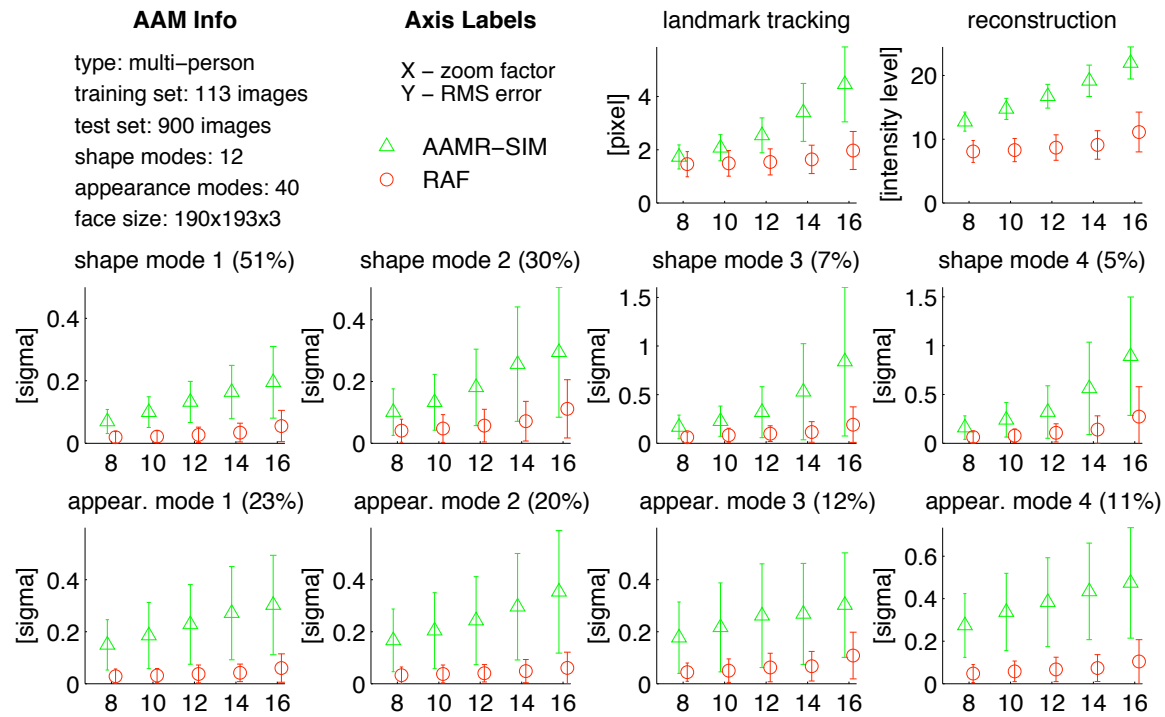 AAM Info
type: multi−person
training set: 113 images
test set: 900 images
shape modes: 12
appearance modes: 40
face size: 190x193x3
Axis Labels
X − zoom factor
Y − RMS error
AAMR−SIM
RAF
landmark tracking
[pixel]
4
2
0
8 10 12 14 16
reconstruction
[intensity level]
20
10
0
8 10 12 14 16
shape mode 1 (51%)
[sigma]
0.4
0.2
0
8 10 12 14 16
shape mode 2 (30%)
[sigma]
0.4
0.2
0
8 10 12 14 16
shape mode 3 (7%)
[sigma]
1.5
1
0.5
0
8 10 12 14 16
shape mode 4 (5%)
[sigma]
1.5
1
0.5
0
8 10 12 14 16
appear. mode 1 (23%)
[sigma]
0.4
0.2
0
8 10 12 14 16
appear. mode 2 (20%)
[sigma]
0.4
0.2
0
8 10 12 14 16
appear. mode 3 (12%)
[sigma]
0.4
0.2
0
8 10 12 14 16
appear. mode 4 (11%)
[sigma]
0.6
0.4
0.2
0
8 10 12 14 16